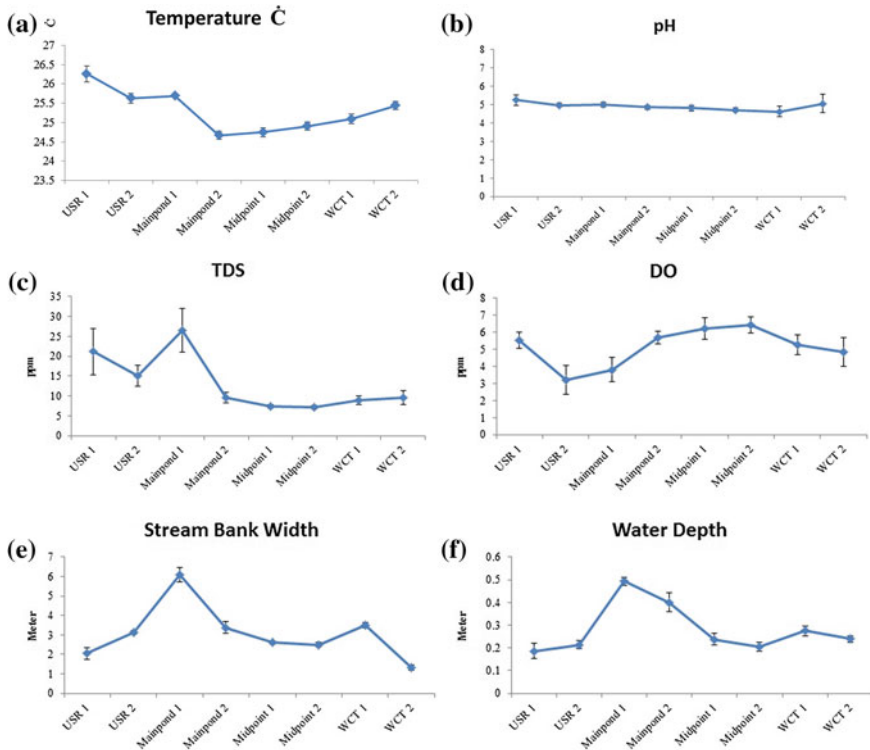 (a) Temperature Ċ
Ċ
27
26.5
26
25.5
25
24.5
24
23.5
USR 1 USR 2 Mainpond 1 Mainpond 2 Midpoint 1 Midpoint 2 WCT 1 WCT 2
(b) pH
8
7
6
5
4
3
2
1
0
USR 1 USR 2 Mainpond 1 Mainpond 2 Midpoint 1 Midpoint 2 WCT 1 WCT 2
(c) TDS
ppm
35
30
25
20
15
10
5
0
USR 1 USR 2 Mainpond 1 Mainpond 2 Midpoint 1 Midpoint 2 WCT 1 WCT 2
(d) DO
ppm
8
7
6
5
4
3
2
1
0
USR 1 USR 2 Mainpond 1 Mainpond 2 Midpoint 1 Midpoint 2 WCT 1 WCT 2
(e) Stream Bank Width
Meter
7
6
5
4
3
2
1
0
USR 1 USR 2 Mainpond 1 Mainpond 2 Midpoint 1 Midpoint 2 WCT 1 WCT 2
(f) Water Depth
Meter
0.6
0.5
0.4
0.3
0.2
0.1
0
USR 1 USR 2 Mainpond 1 Mainpond 2 Midpoint 1 Midpoint 2 WCT 1 WCT 2